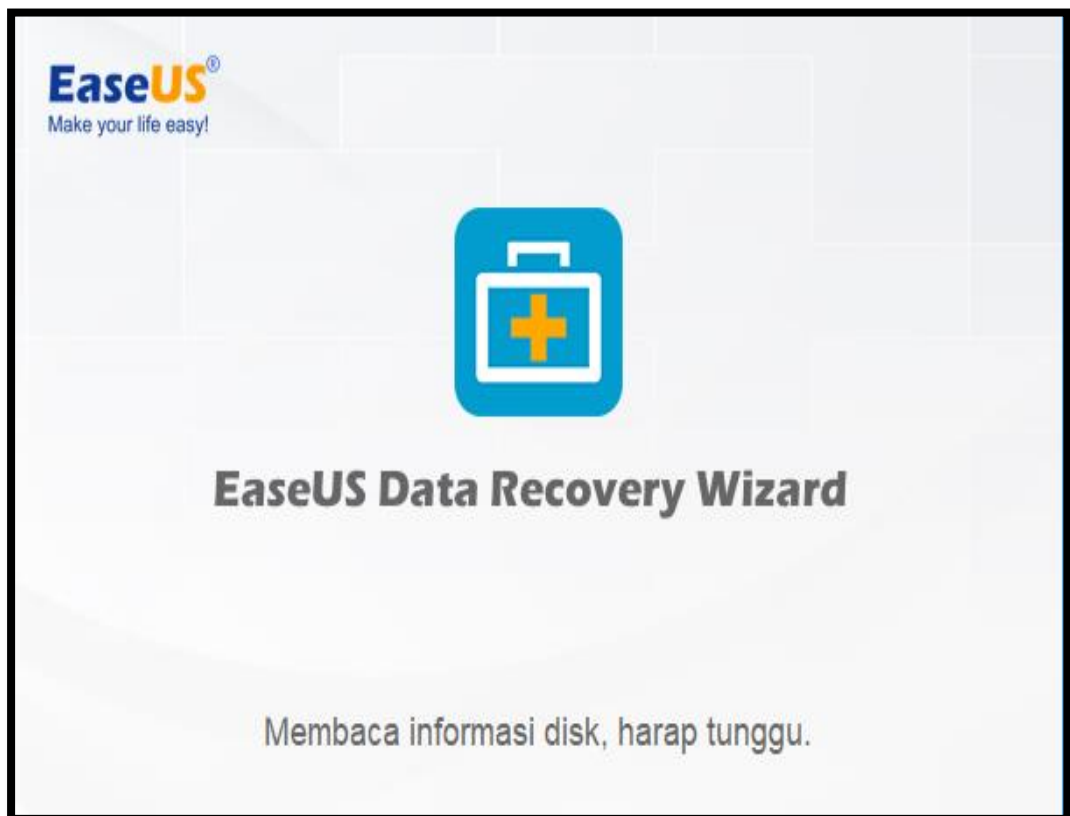 EaseUS®
Make your life easy!
EaseUS Data Recovery Wizard
Membaca informasi disk, harap tunggu.